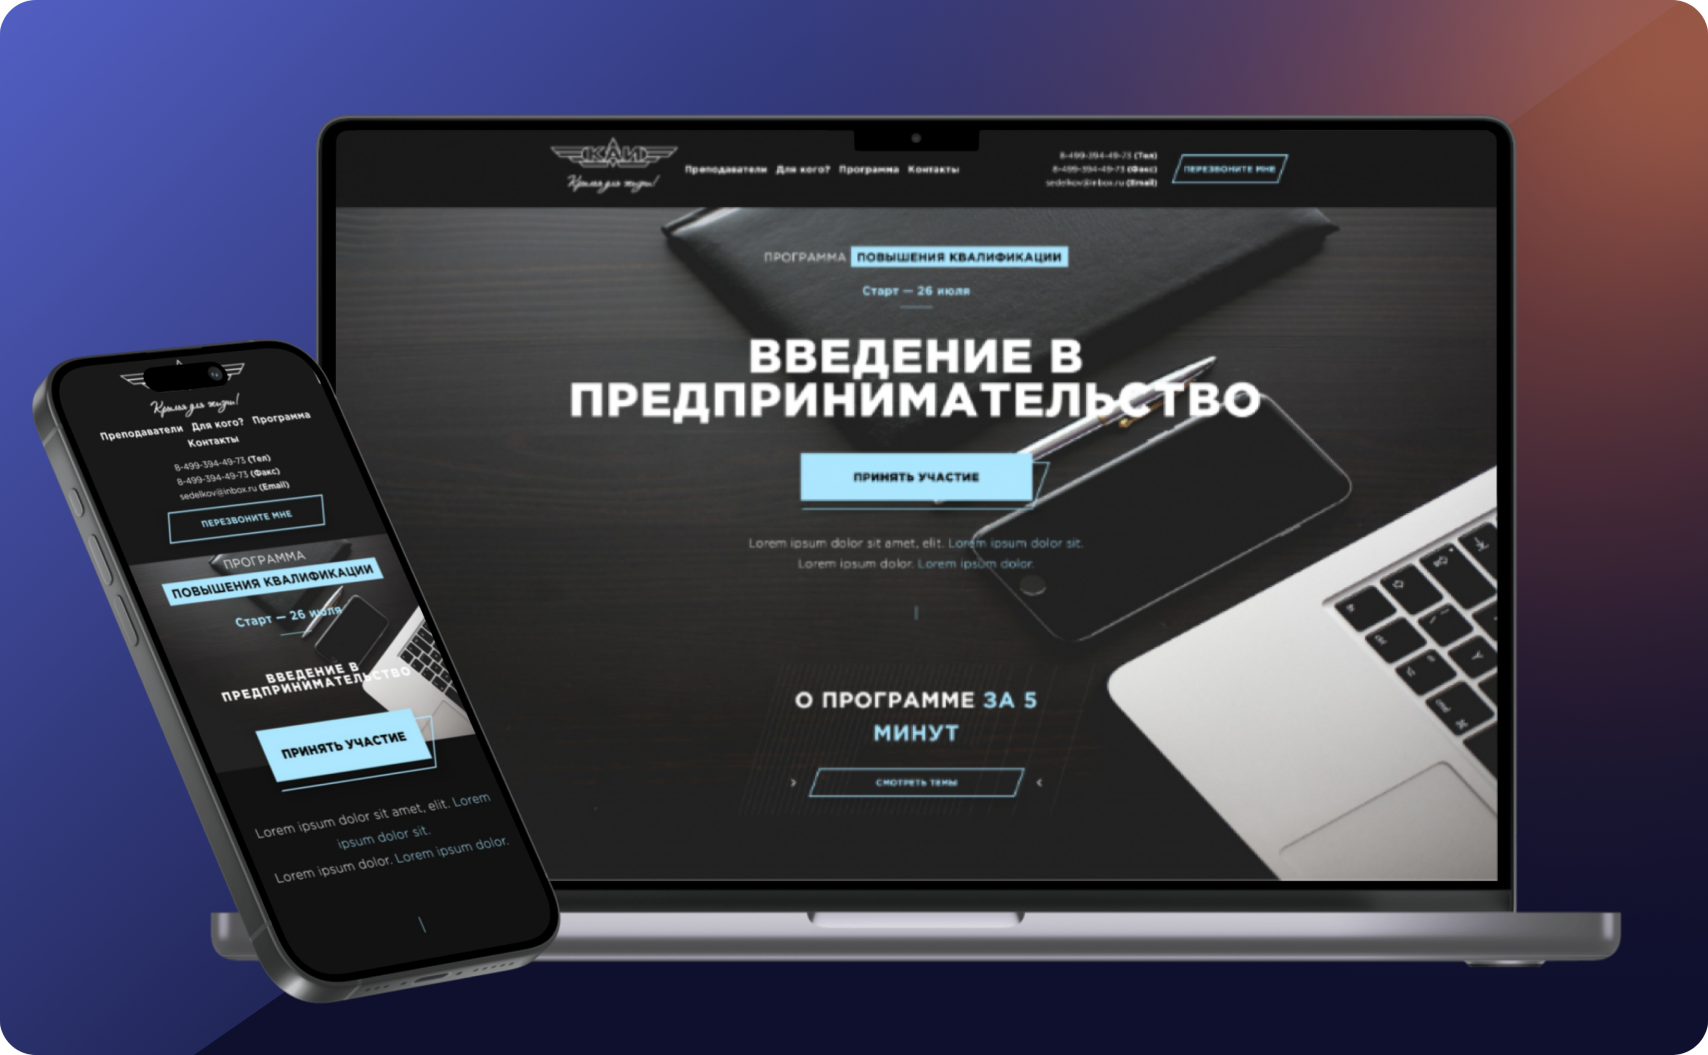 КАИ
Крылья для жизни!
Преподаватели Для кого? Программа Контакты
8-499-394-49-73 (Тел)
8-499-394-49-73 (Факс)
sedelkov@inbox.ru (Email)
ПЕРЕЗВОНИТЕ МНЕ
ПРОГРАММА ПОВЫШЕНИЯ КВАЛИФИКАЦИИ
Старт — 26 июля
ВВЕДЕНИЕ В
ПРЕДПРИНИМАТЕЛЬСТВО
ПРИНЯТЬ УЧАСТИЕ
Lorem ipsum dolor sit amet, elit. Lorem ipsum dolor sit.
Lorem ipsum dolor. Lorem ipsum dolor.
О ПРОГРАММЕ ЗА 5
МИНУТ
СМОТРЕТЬ ТЕМЫ
Крылья для жизни!
Преподаватели Для кого? Программа
Контакты
8-499-394-49-73 (Тел)
8-499-394-49-73 (Факс)
sedelkov@inbox.ru (Email)
ПЕРЕЗВОНИТЕ МНЕ
ПРОГРАММА
ПОВЫШЕНИЯ КВАЛИФИКАЦИИ
Старт — 26 июля
ВВЕДЕНИЕ В
ПРЕДПРИНИМАТЕЛЬСТВО
ПРИНЯТЬ УЧАСТИЕ
Lorem ipsum dolor sit amet, elit. Lorem
ipsum dolor sit.
Lorem ipsum dolor. Lorem ipsum dolor.